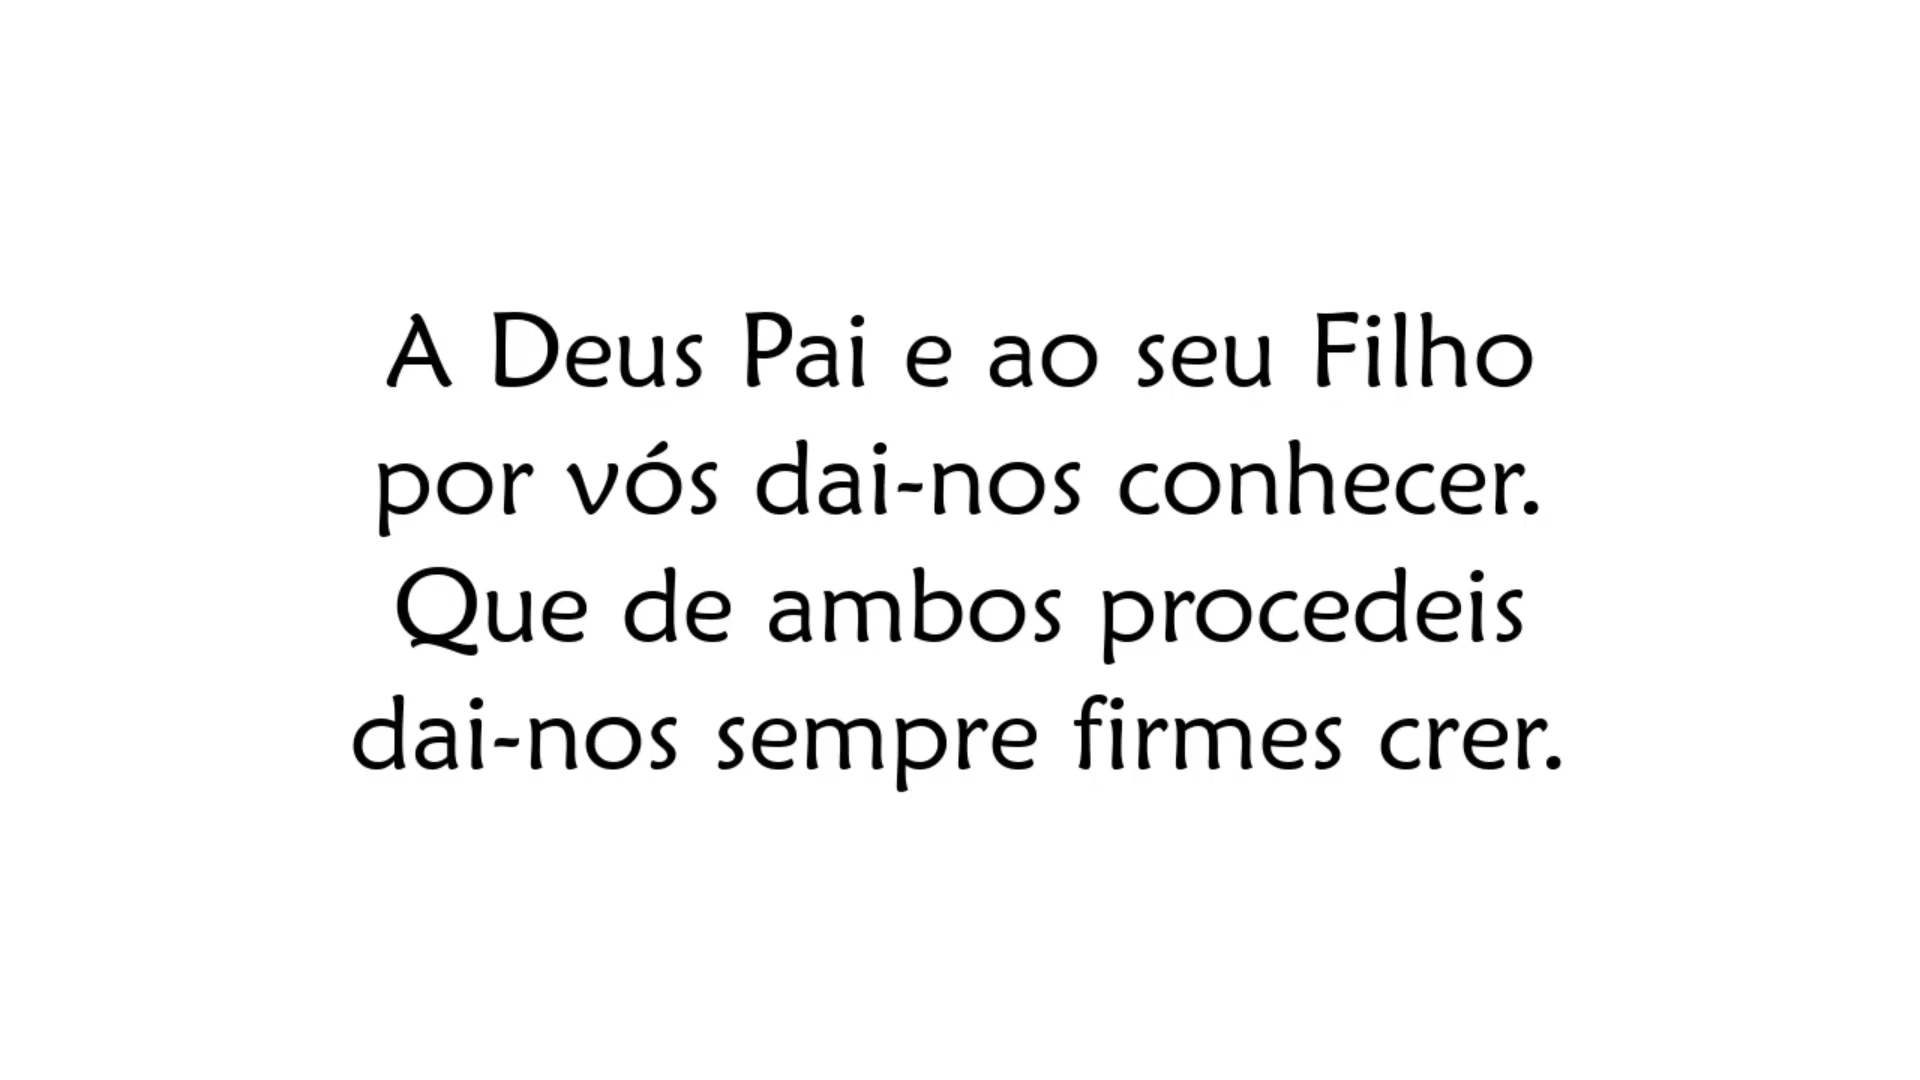 A Deus Pai e ao seu Filho
por vós dai-nos conhecer.
Que de ambos procedeis
dai-nos sempre firmes crer.